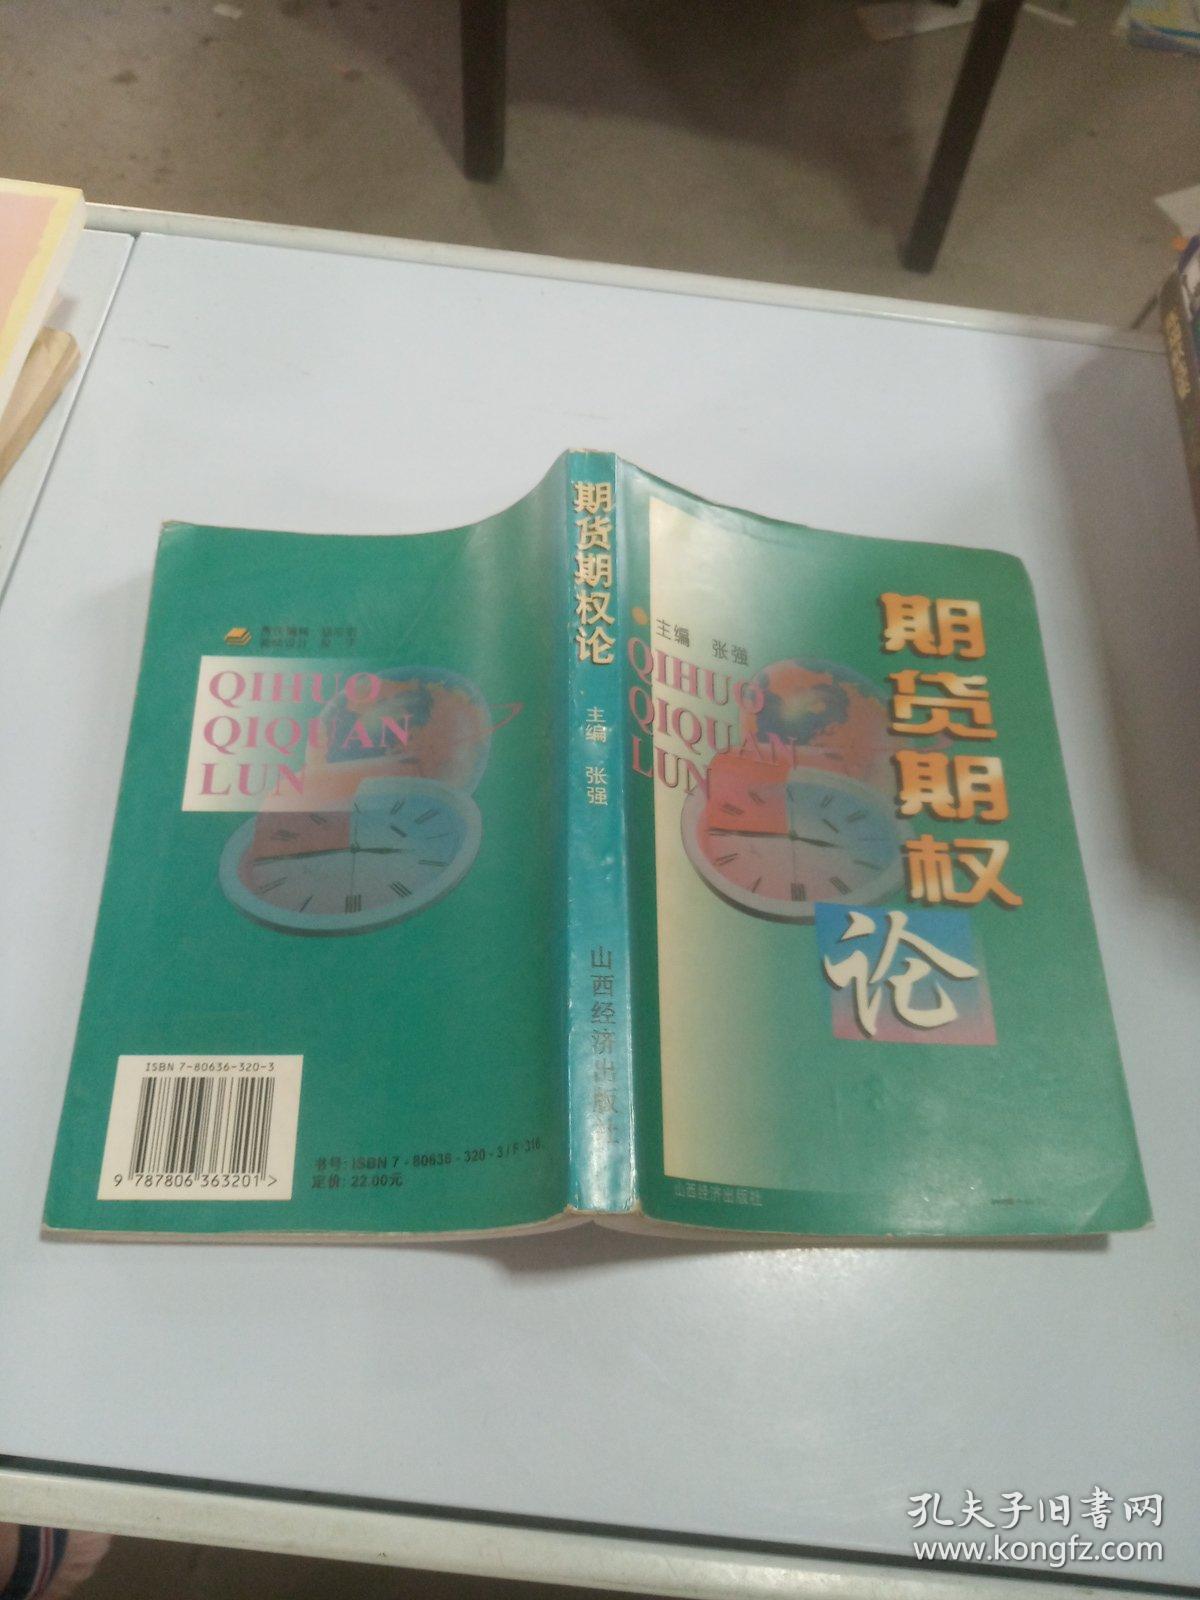 QIHUO
QIQUAN
LUN
ISBN 7-80636-320-3
9 787806 363201 >
书号: ISBN 7-80636-320-3/F·316
定价: 22.00元
期货期权论
主编 张强
山西经济出版社
主编 张強
QIHUO
QIQUAN
LUN
期货期权
论
山西经济出版社
孔夫子旧书网
www.kongfz.com